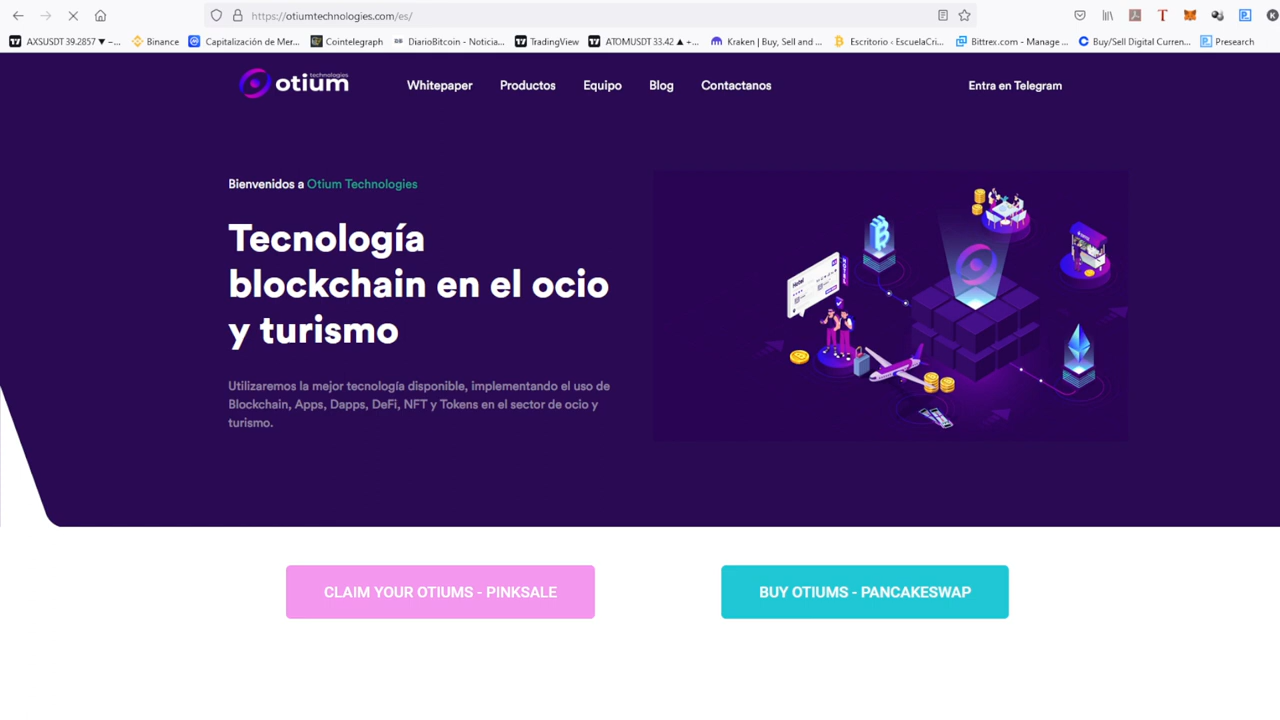 https://otiumtechnologies.com/es/
AXSUSDT 39.2857 ▼ −...
Binance
Capitalización de Mer...
Cointelegraph
DiarioBitcoin - Noticia...
TradingView
ATOMUSDT 33.42 ▲ +...
Kraken | Buy, Sell and ...
Escritorio ‹ EscuelaCri...
Bittrex.com - Manage ...
Buy/Sell Digital Curren...
Presearch
technologies
otium
Whitepaper
Productos
Equipo
Blog
Contactanos
Entra en Telegram
Bienvenidos a Otium Technologies
Tecnología
blockchain en el ocio
y turismo
Utilizaremos la mejor tecnología disponible, implementando el uso de
Blockchain, Apps, Dapps, DeFi, NFT y Tokens en el sector de ocio y
turismo.
Hotel
HOTEL
CLAIM YOUR OTIUMS - PINKSALE
BUY OTIUMS - PANCAKESWAP